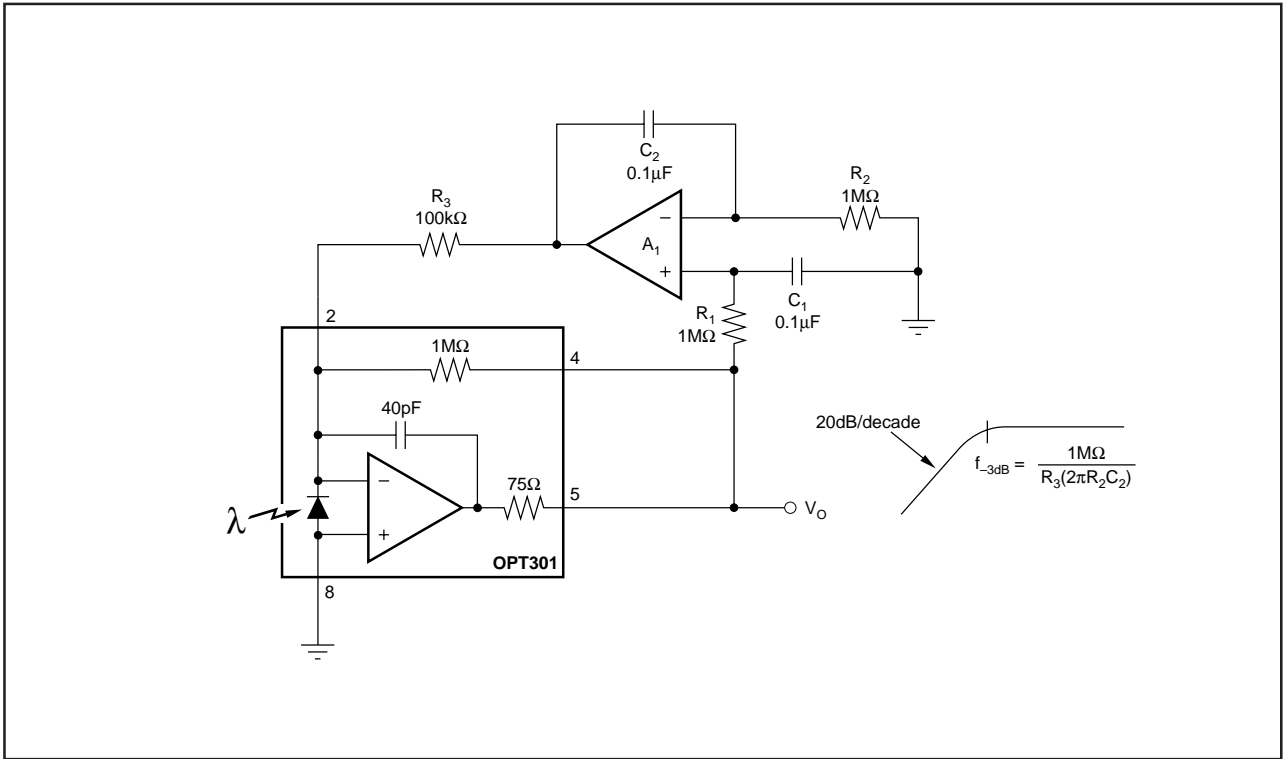 C₂
0.1µF
R₂
1MΩ
R₃
100kΩ
−
A₁
+
C₁
0.1µF
R₁
1MΩ
2
1MΩ
4
40pF
20dB/decade
f₋₃dB = 1MΩ / R₃(2πR₂C₂)
−
75Ω
5
λ
V_O
+
OPT301
8